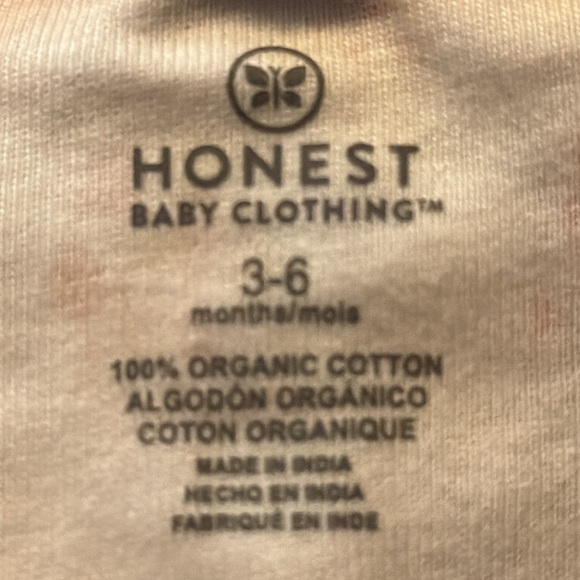 HONEST
BABY CLOTHING™
3-6
months/mois
100% ORGANIC COTTON
ALGODÓN ORGÁNICO
COTON ORGANIQUE
MADE IN INDIA
HECHO EN INDIA
FABRIQUÉ EN INDE